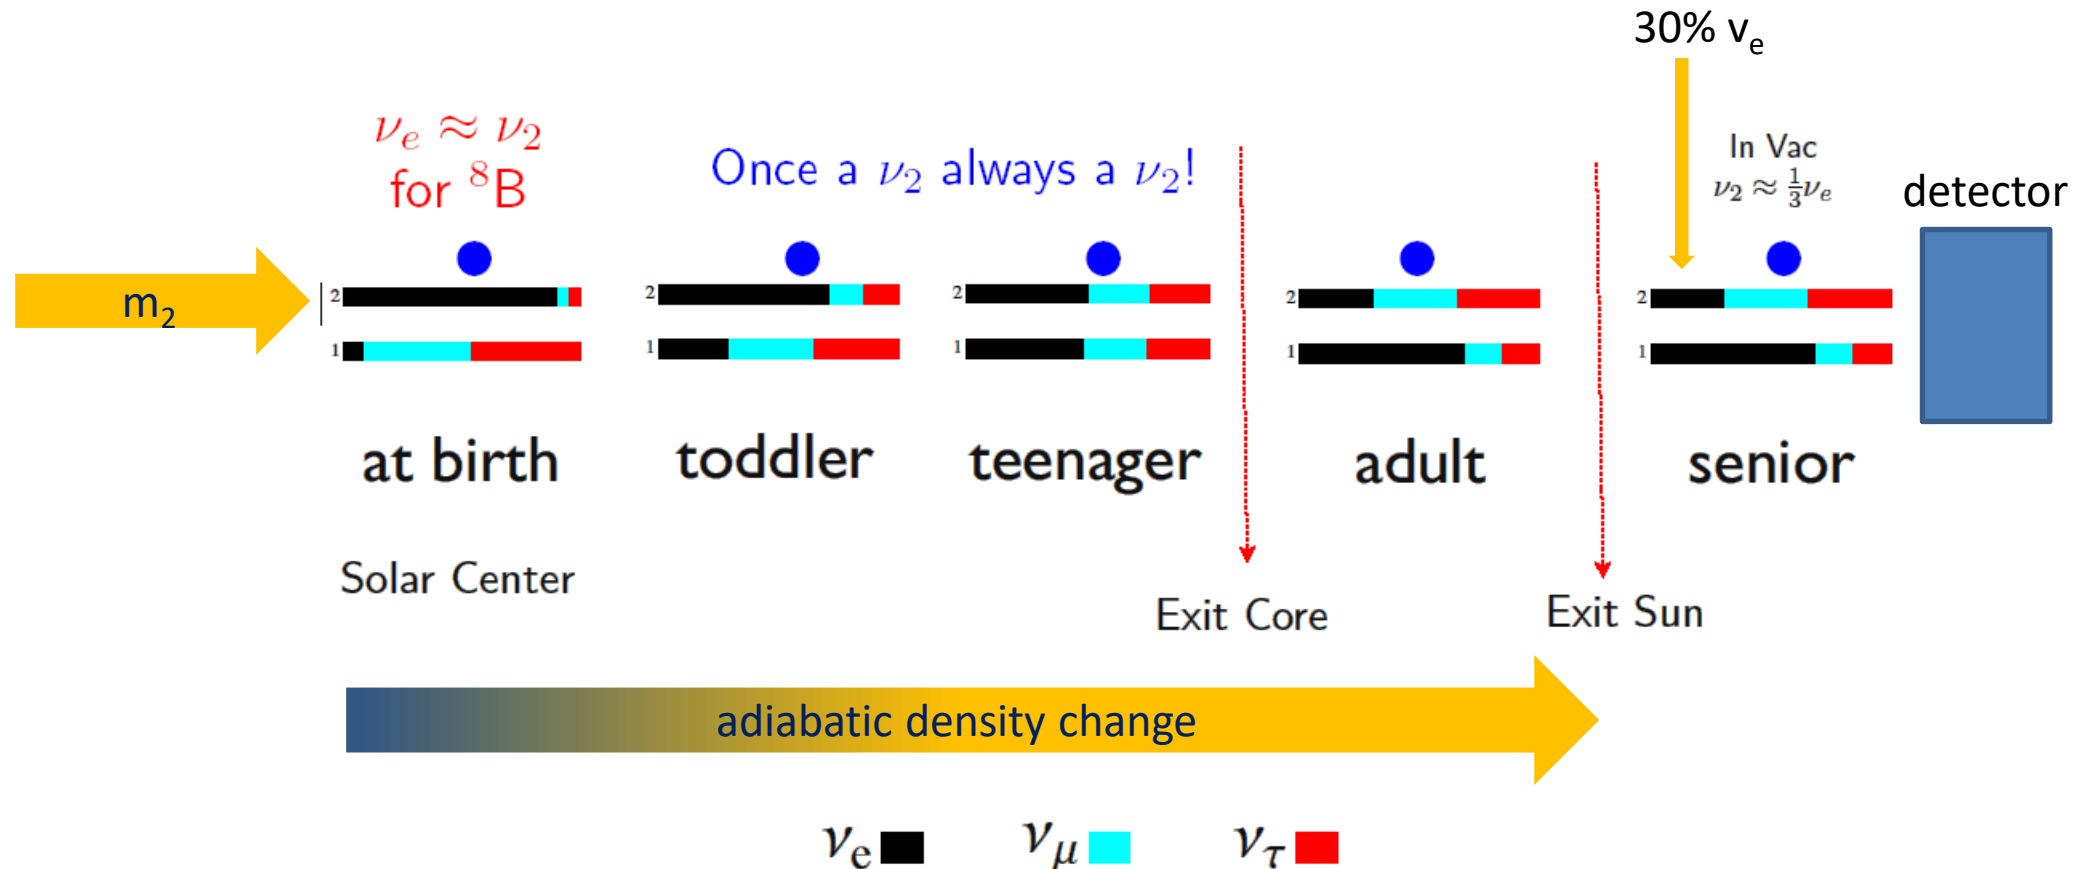 30% νe
νe ≈ ν2
for ⁸B
Once a ν2 always a ν2!
In Vac
ν2 ≈ 1/3 νe
detector
m2
2
2
2
2
2
1
1
1
1
1
at birth
toddler
teenager
adult
senior
Solar Center
Exit Core
Exit Sun
adiabatic density change
νe
νμ
ντ